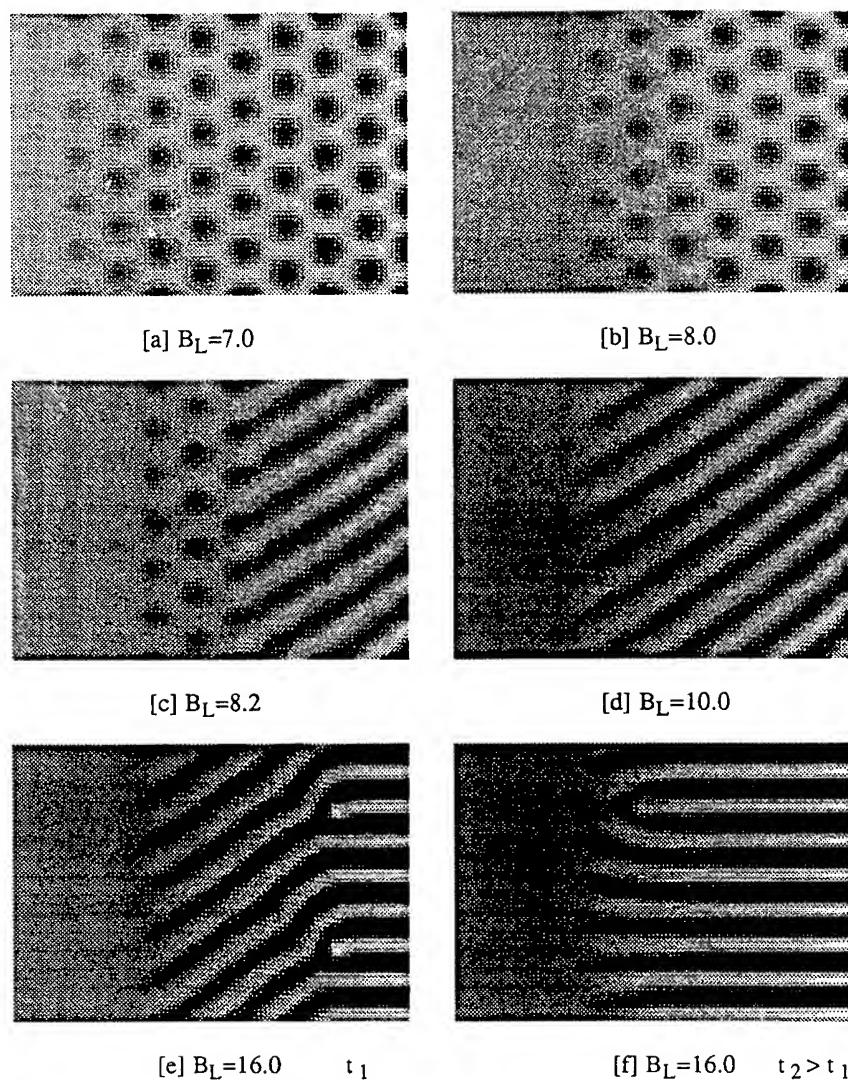 [a] B_L=7.0
[b] B_L=8.0
[c] B_L=8.2
[d] B_L=10.0
[e] B_L=16.0 t_1
[f] B_L=16.0 t_2 > t_1